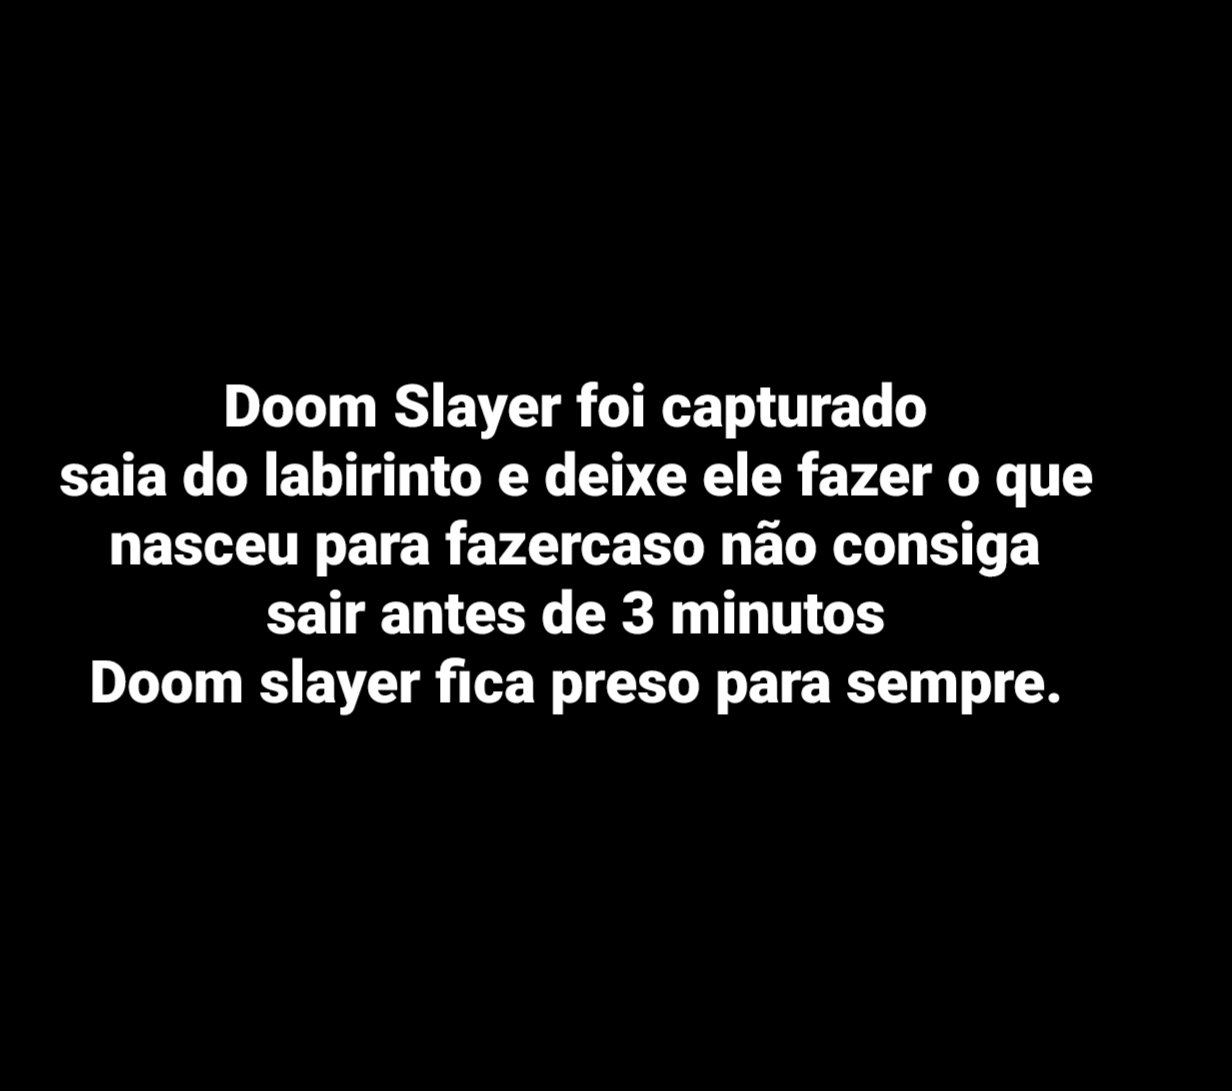 Doom Slayer foi capturado
saia do labirinto e deixe ele fazer o que
nasceu para fazercaso não consiga
sair antes de 3 minutos
Doom slayer fica preso para sempre.